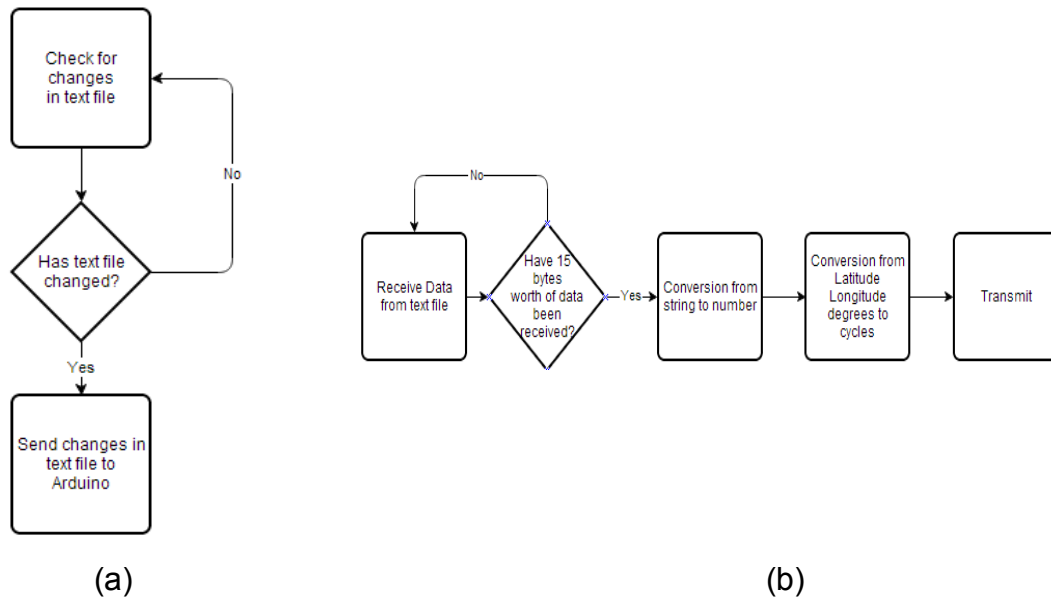 Check for
changes
in text file
No
Has text file
changed?
Yes
Send changes in
text file to
Arduino
(a)
No
Receive Data
from text file
Have 15
bytes
worth of data
been
received?
Yes
Conversion from
string to number
Conversion from
Latitude
Longitude
degrees to
cycles
Transmit
(b)